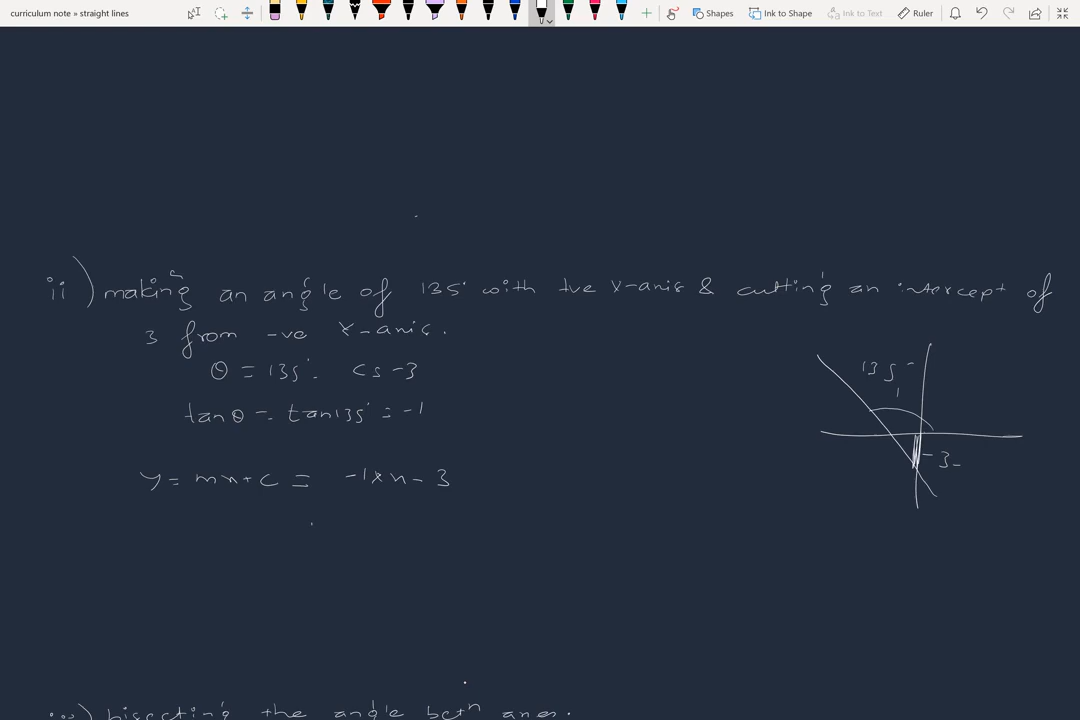 curriculum note » straight lines
Shapes
Ink to Shape
Ink to Text
Ruler
ii) making an angle of 135° with +ve X-axis & cutting an intercept of
3 from -ve X-axis.
θ = 135° c = -3
tanθ = tan135° = -1
y = mx + c = -1 × x - 3
135°
-3
iii) bisecting the angle betn axes.